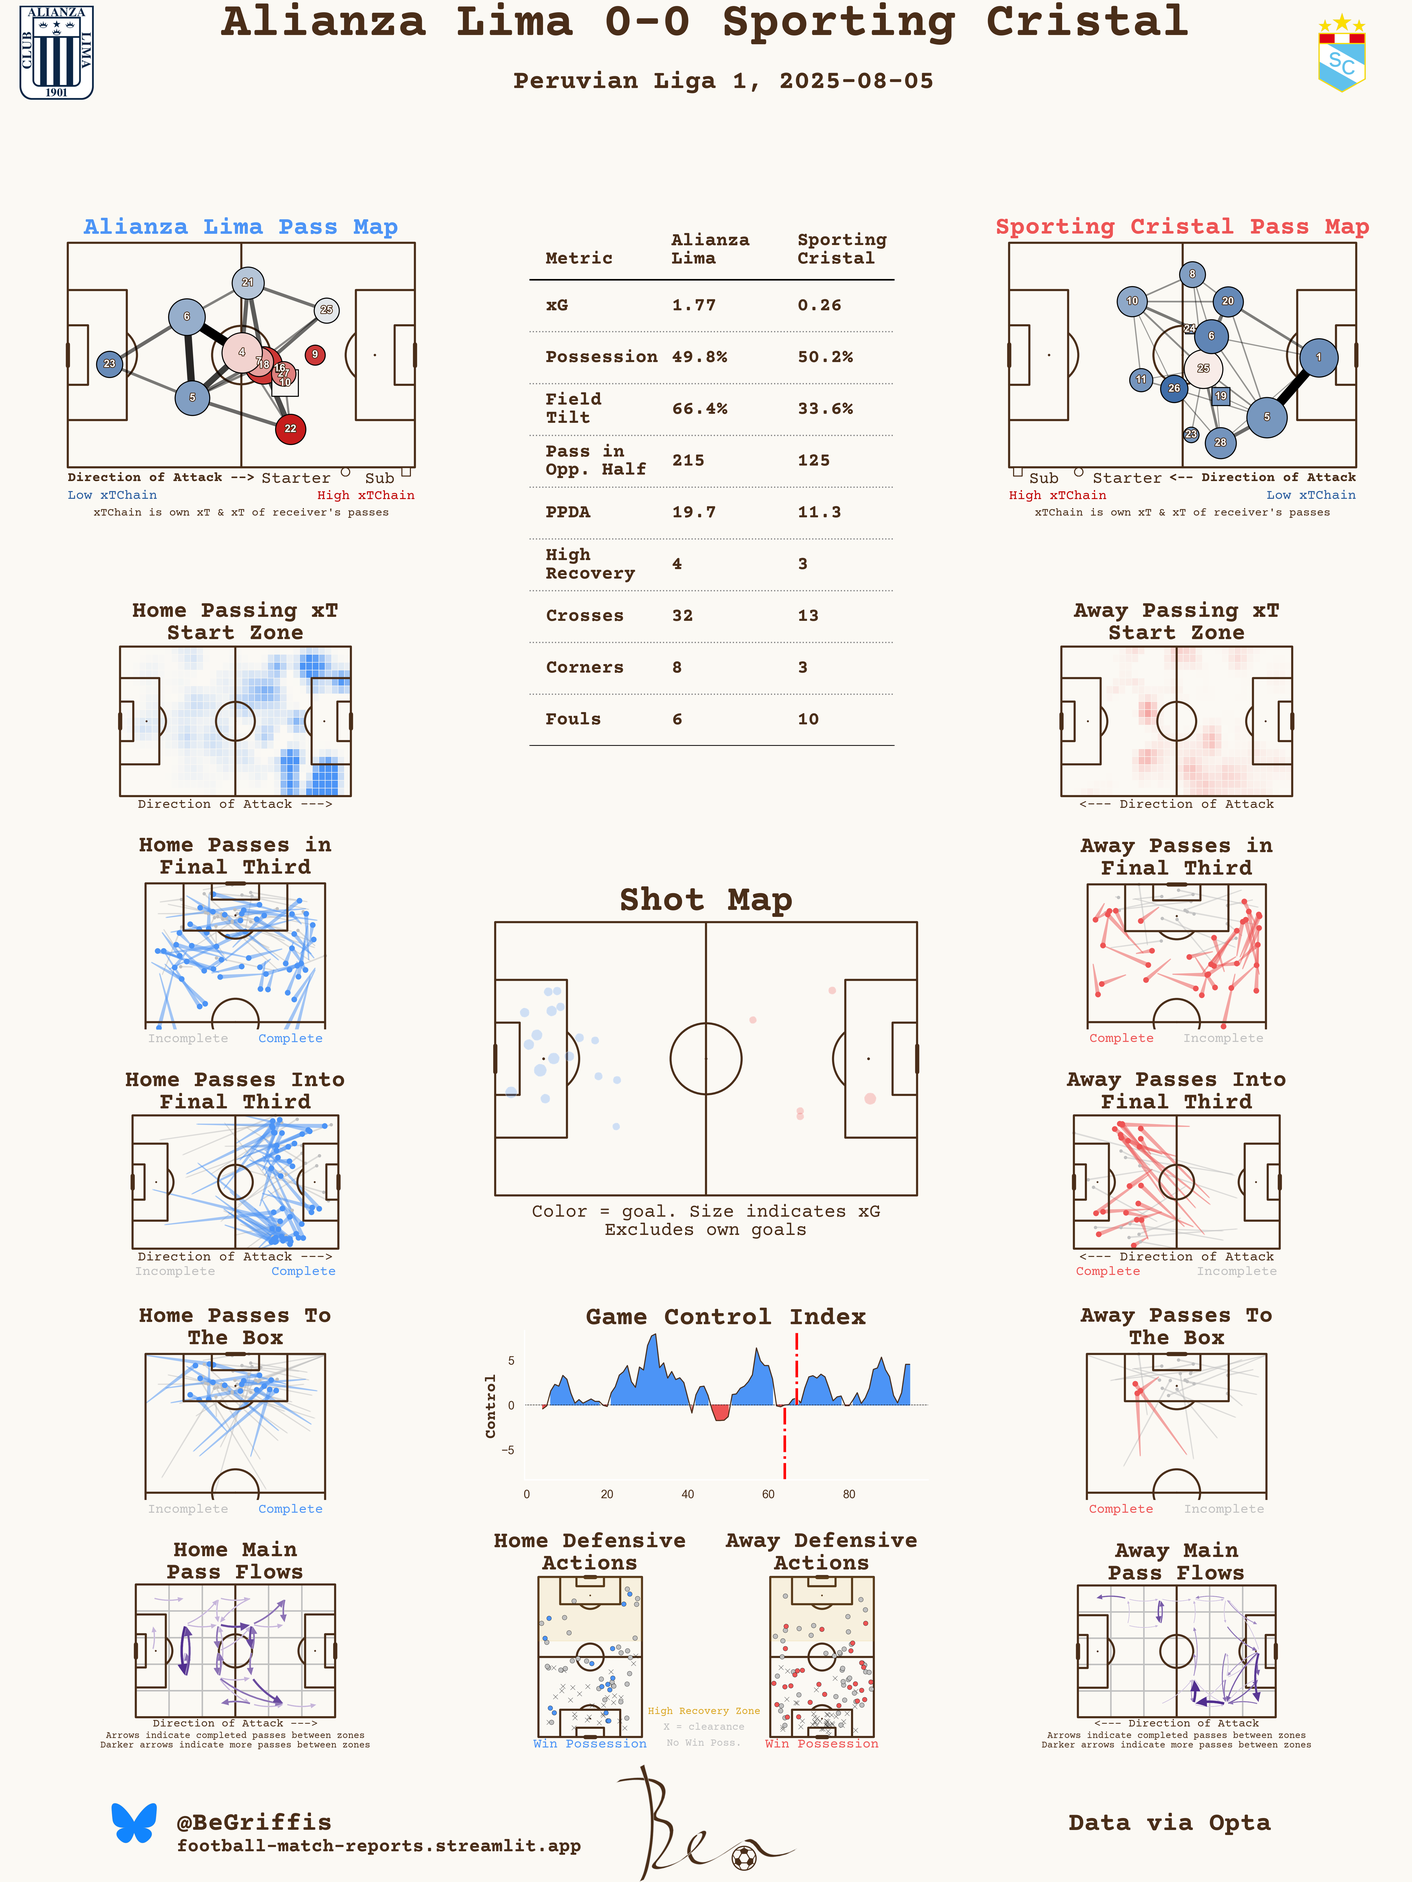 Alianza Lima 0-0 Sporting Cristal
Peruvian Liga 1, 2025-08-05
ALIANZA
CLUB
LIMA
1901
SC
Alianza Lima Pass Map
21
6
25
4
7
18
16
27
10
9
23
5
22
Direction of Attack --> Starter Sub
Low xTChain High xTChain
xTChain is own xT & xT of receiver's passes
Metric Alianza Lima Sporting Cristal
xG 1.77 0.26
Possession 49.8% 50.2%
Field Tilt 66.4% 33.6%
Pass in Opp. Half 215 125
PPDA 19.7 11.3
High Recovery 4 3
Crosses 32 13
Corners 8 3
Fouls 6 10
Sporting Cristal Pass Map
8
10
20
24
6
1
25
11
26
19
5
23
28
Sub Starter <-- Direction of Attack
High xTChain Low xTChain
xTChain is own xT & xT of receiver's passes
Home Passing xT
Start Zone
Direction of Attack --->
Away Passing xT
Start Zone
<--- Direction of Attack
Home Passes in
Final Third
Incomplete Complete
Shot Map
Color = goal. Size indicates xG
Excludes own goals
Away Passes in
Final Third
Complete Incomplete
Home Passes Into
Final Third
Direction of Attack --->
Incomplete Complete
Away Passes Into
Final Third
<--- Direction of Attack
Complete Incomplete
Home Passes To
The Box
Incomplete Complete
Game Control Index
Control
5
0
−5
0 20 40 60 80
Away Passes To
The Box
Complete Incomplete
Home Main
Pass Flows
Direction of Attack --->
Arrows indicate completed passes between zones
Darker arrows indicate more passes between zones
Home Defensive
Actions
Win Possession
High Recovery Zone
X = clearance
No Win Poss.
Away Defensive
Actions
Win Possession
Away Main
Pass Flows
<--- Direction of Attack
Arrows indicate completed passes between zones
Darker arrows indicate more passes between zones
@BeGriffis
football-match-reports.streamlit.app
Ben
Data via Opta